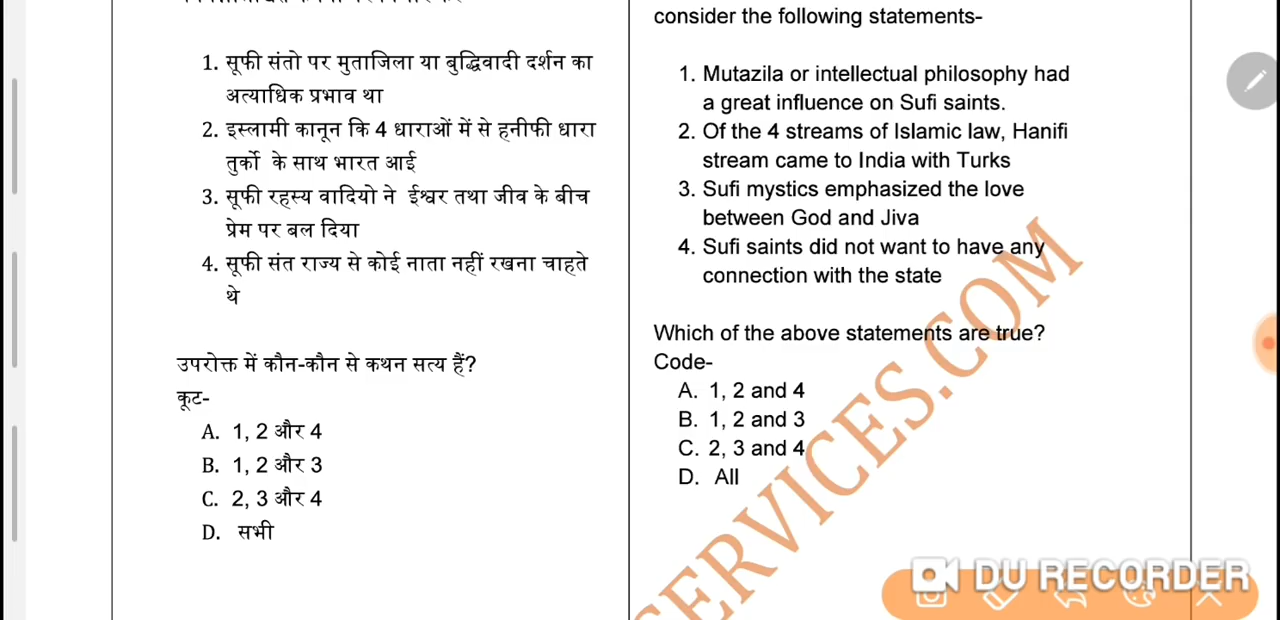 1. सूफी संतो पर मुताजिला या बुद्धिवादी दर्शन का
अत्याधिक प्रभाव था
2. इस्लामी कानून कि 4 धाराओं में से हनीफी धारा
तुर्को के साथ भारत आई
3. सूफी रहस्य वादियो ने ईश्वर तथा जीव के बीच
प्रेम पर बल दिया
4. सूफी संत राज्य से कोई नाता नहीं रखना चाहते
थे
उपरोक्त में कौन-कौन से कथन सत्य हैं?
कूट-
A. 1, 2 और 4
B. 1, 2 और 3
C. 2, 3 और 4
D. सभी
consider the following statements-
1. Mutazila or intellectual philosophy had
a great influence on Sufi saints.
2. Of the 4 streams of Islamic law, Hanifi
stream came to India with Turks
3. Sufi mystics emphasized the love
between God and Jiva
4. Sufi saints did not want to have any
connection with the state
Which of the above statements are true?
Code-
A. 1, 2 and 4
B. 1, 2 and 3
C. 2, 3 and 4
D. All
SERVICES.COM
DU RECORDER